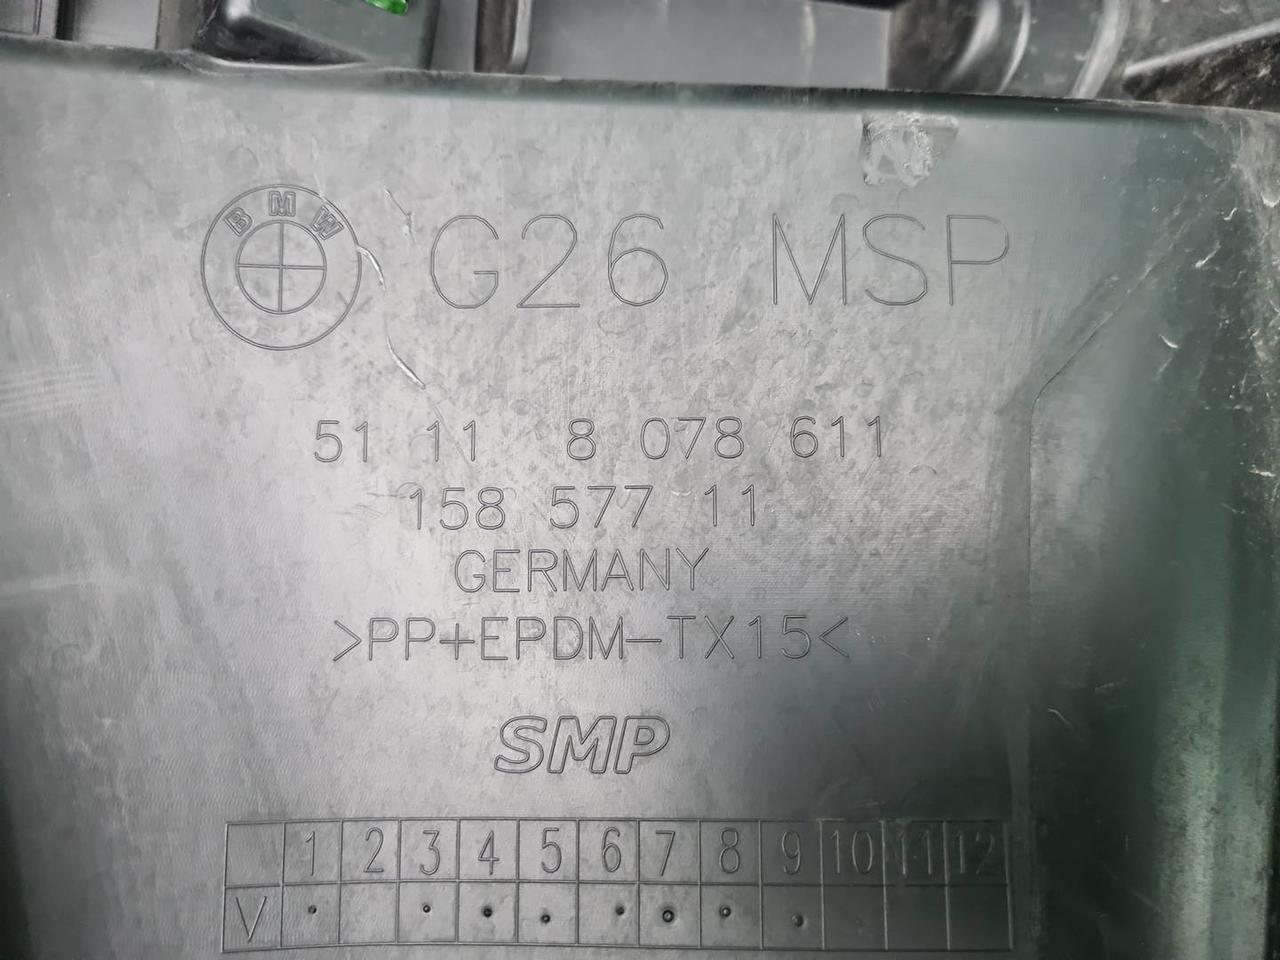 BMW G26 MSP
51 11 8 078 611
158 577 11
GERMANY
>PP+EPDM-TX15<
SMP
1 2 3 4 5 6 7 8 9 10 11 12
V